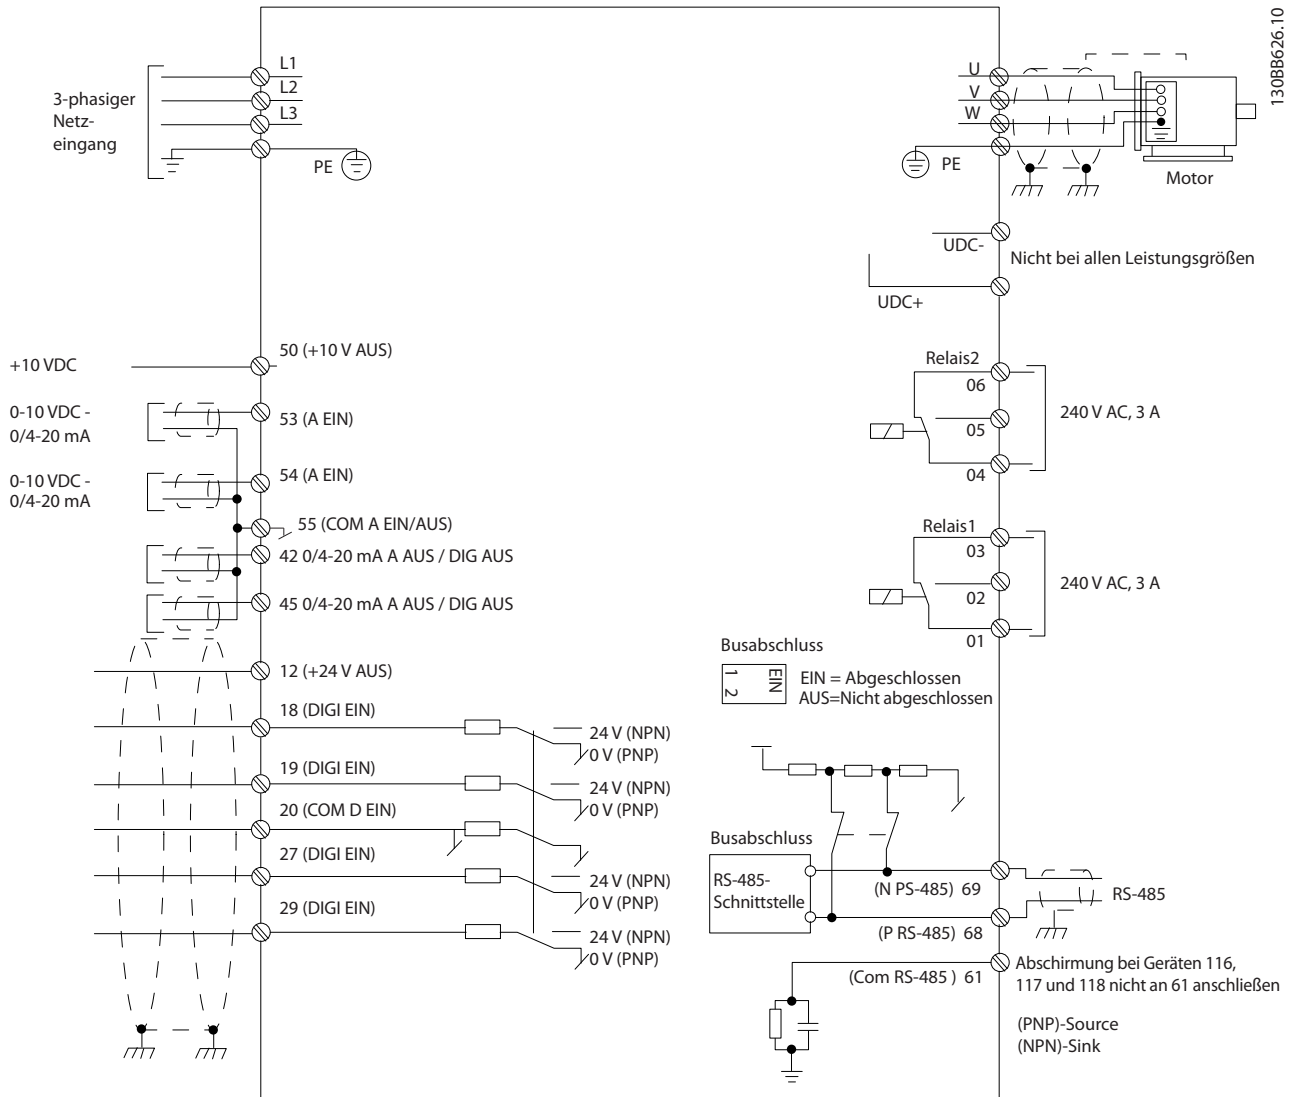 130BB626.10
3-phasiger
Netz-
eingang
L1
L2
L3
PE
U
V
W
PE
Motor
UDC-
Nicht bei allen Leistungsgrößen
UDC+
+10 VDC
50 (+10 V AUS)
0-10 VDC -
0/4-20 mA
53 (A EIN)
0-10 VDC -
0/4-20 mA
54 (A EIN)
55 (COM A EIN/AUS)
42 0/4-20 mA A AUS / DIG AUS
45 0/4-20 mA A AUS / DIG AUS
12 (+24 V AUS)
18 (DIGI EIN)
24 V (NPN)
0 V (PNP)
19 (DIGI EIN)
24 V (NPN)
0 V (PNP)
20 (COM D EIN)
27 (DIGI EIN)
24 V (NPN)
0 V (PNP)
29 (DIGI EIN)
24 V (NPN)
0 V (PNP)
Relais2
06
05
04
240 V AC, 3 A
Relais1
03
02
01
240 V AC, 3 A
Busabschluss
1 2
EIN
EIN = Abgeschlossen
AUS=Nicht abgeschlossen
Busabschluss
RS-485-
Schnittstelle
(N PS-485) 69
RS-485
(P RS-485) 68
(Com RS-485 ) 61
Abschirmung bei Geräten 116,
117 und 118 nicht an 61 anschließen
(PNP)-Source
(NPN)-Sink